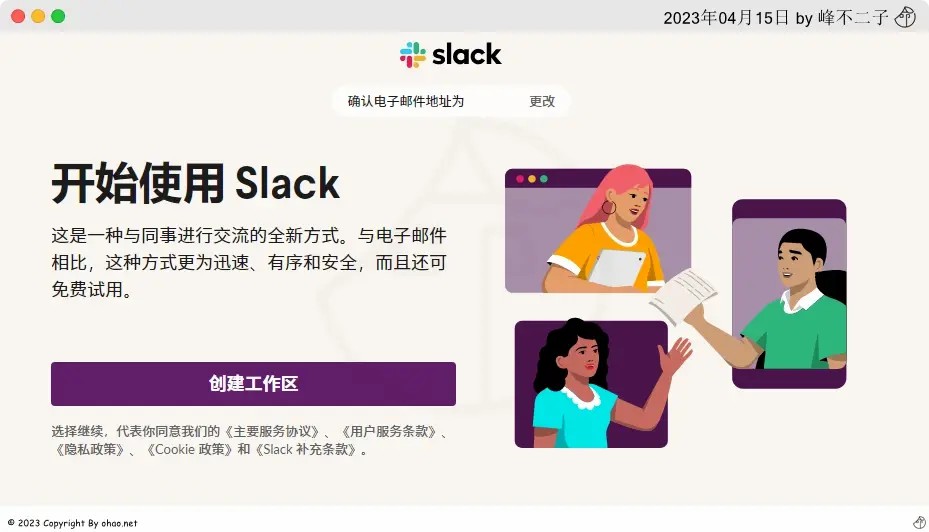 2023年04月15日 by 峰不二子
slack
确认电子邮件地址为 更改
开始使用 Slack
这是一种与同事进行交流的全新方式。与电子邮件
相比，这种方式更为迅速、有序和安全，而且还可
免费试用。
创建工作区
选择继续，代表你同意我们的《主要服务协议》、《用户服务条款》、
《隐私政策》、《Cookie 政策》和《Slack 补充条款》。
© 2023 Copyright By ohao.net